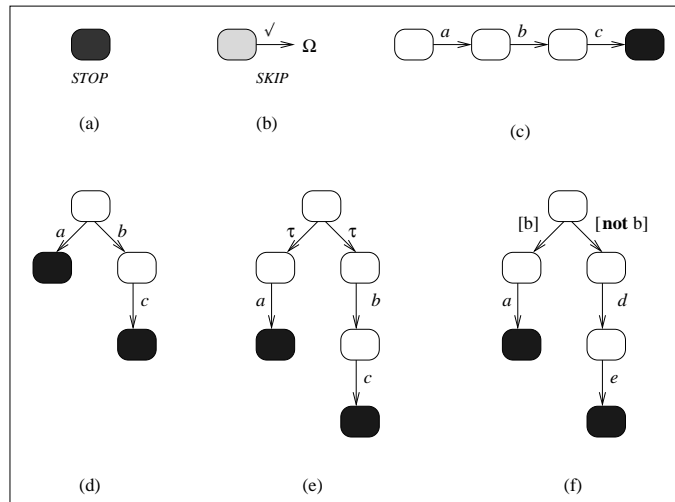 √
Ω
a b c
STOP
SKIP
(a)
(b)
(c)
a b
c
τ τ
a b
c
[b] [not b]
a d
e
(d)
(e)
(f)